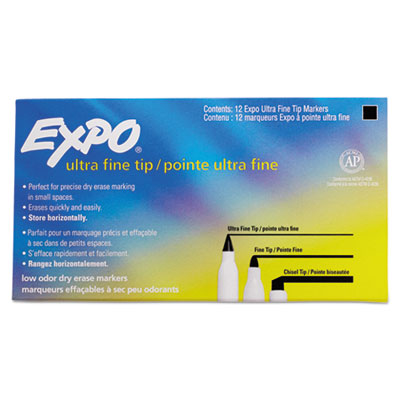 Contents: 12 Expo Ultra Fine Tip Markers
Contenu : 12 marqueurs Expo à pointe ultra fine
EXPO®
ultra fine tip / pointe ultra fine
AP
• Perfect for precise dry erase marking
in small spaces.
• Erases quickly and easily.
• Store horizontally.
• Parfait pour un marquage précis et effaçable
à sec dans de petits espaces.
• S'efface rapidement et facilement.
• Rangez horizontalement.
low odor dry erase markers
marqueurs effaçables à sec peu odorants
Ultra Fine Tip / Pointe ultra fine
Fine Tip / Pointe Fine
Chisel Tip / Pointe biseautée